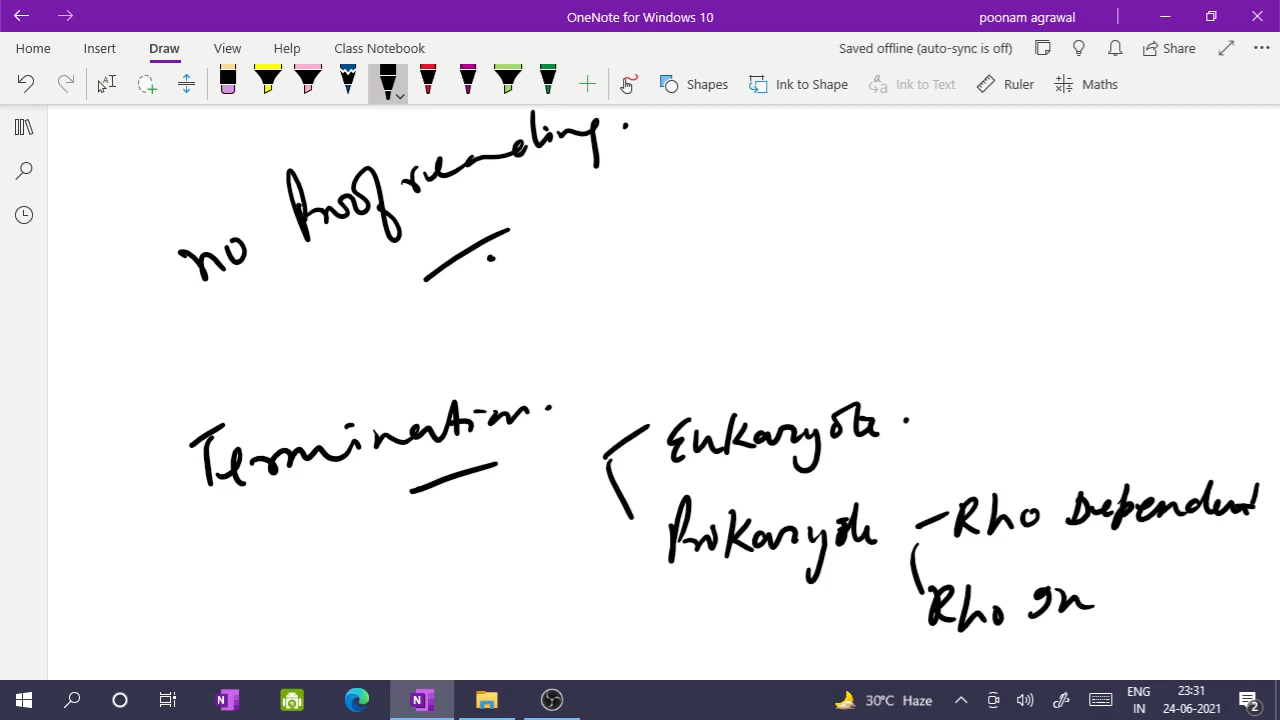 OneNote for Windows 10
poonam agrawal
Home Insert Draw View Help Class Notebook
Saved offline (auto-sync is off) Share
Shapes Ink to Shape Ink to Text Ruler Maths
no Proofreading.
Termination.
Eukaryote.
Prokaryote
Rho Dependent
Rho In
30°C Haze
ENG
IN
23:31
24-06-2021
2